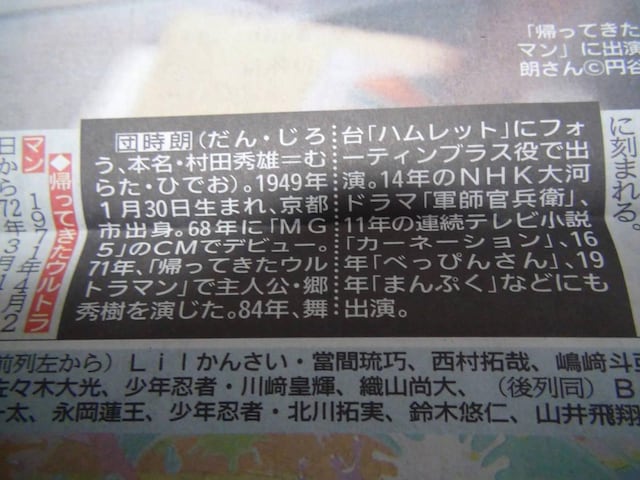 「帰ってきた
マン」に出演
朗さん©円谷
に刻まれる。
団時朗(だん・じろ
う、本名・村田秀雄=む
らた・ひでお)。1949年
1月30日生まれ、京都
市出身。68年に「MG
5」のCMでデビュー。
71年、「帰ってきたウル
トラマン」で主人公・郷
秀樹を演じた。84年、舞
台「ハムレット」にフォ
ーティンブラス役で出
演。14年のNHK大河
ドラマ「軍師官兵衛」、
11年の連続テレビ小説
「カーネーション」、16
年「べっぴんさん」、19
年「まんぷく」などにも
出演。
◆帰ってきたウルトラ
マン 1971年4月2
日から72年3月
前列左から)Lilかんさい・當間琉巧、西村拓哉、嶋﨑斗
佐々木大光、少年忍者・川﨑皇輝、織山尚大、(後列同)B
太、永岡蓮王、少年忍者・北川拓実、鈴木悠仁、山井飛翔